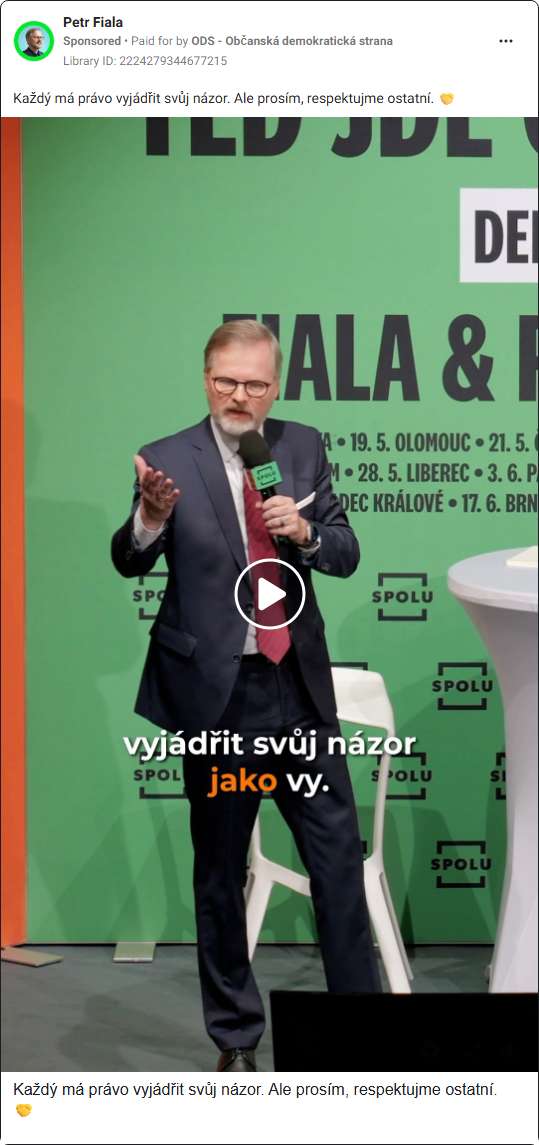 Petr Fiala
Sponsored • Paid for by ODS - Občanská demokratická strana
Library ID: 2224279344677215
Každý má právo vyjádřit svůj názor. Ale prosím, respektujme ostatní. 🤝
TEĎ JDE
FIALA &
• 19. 5. OLOMOUC • 21. 5.
• 28. 5. LIBEREC • 3. 6.
KRÁLOVÉ • 17. 6.
SPOLU
SPOLU
SPOLU
vyjádřit svůj názor
jako vy.
SPOLU
SPOLU
SPOLU
Každý má právo vyjádřit svůj názor. Ale prosím, respektujme ostatní.
🤝